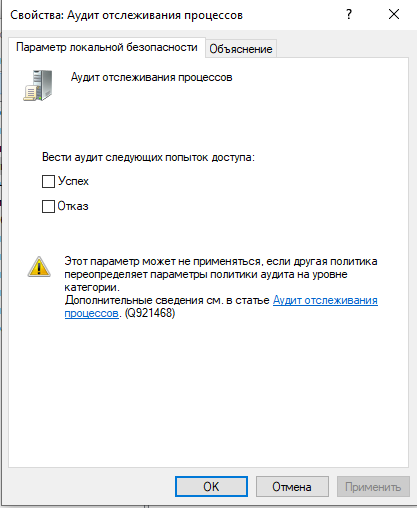 Свойства: Аудит отслеживания процессов ? ×
Параметр локальной безопасности Объяснение
Аудит отслеживания процессов
Вести аудит следующих попыток доступа:
Успех
Отказ
Этот параметр может не применяться, если другая политика
переопределяет параметры политики аудита на уровне
категории.
Дополнительные сведения см. в статье Аудит отслеживания
процессов. (Q921468)
OK Отмена Применить